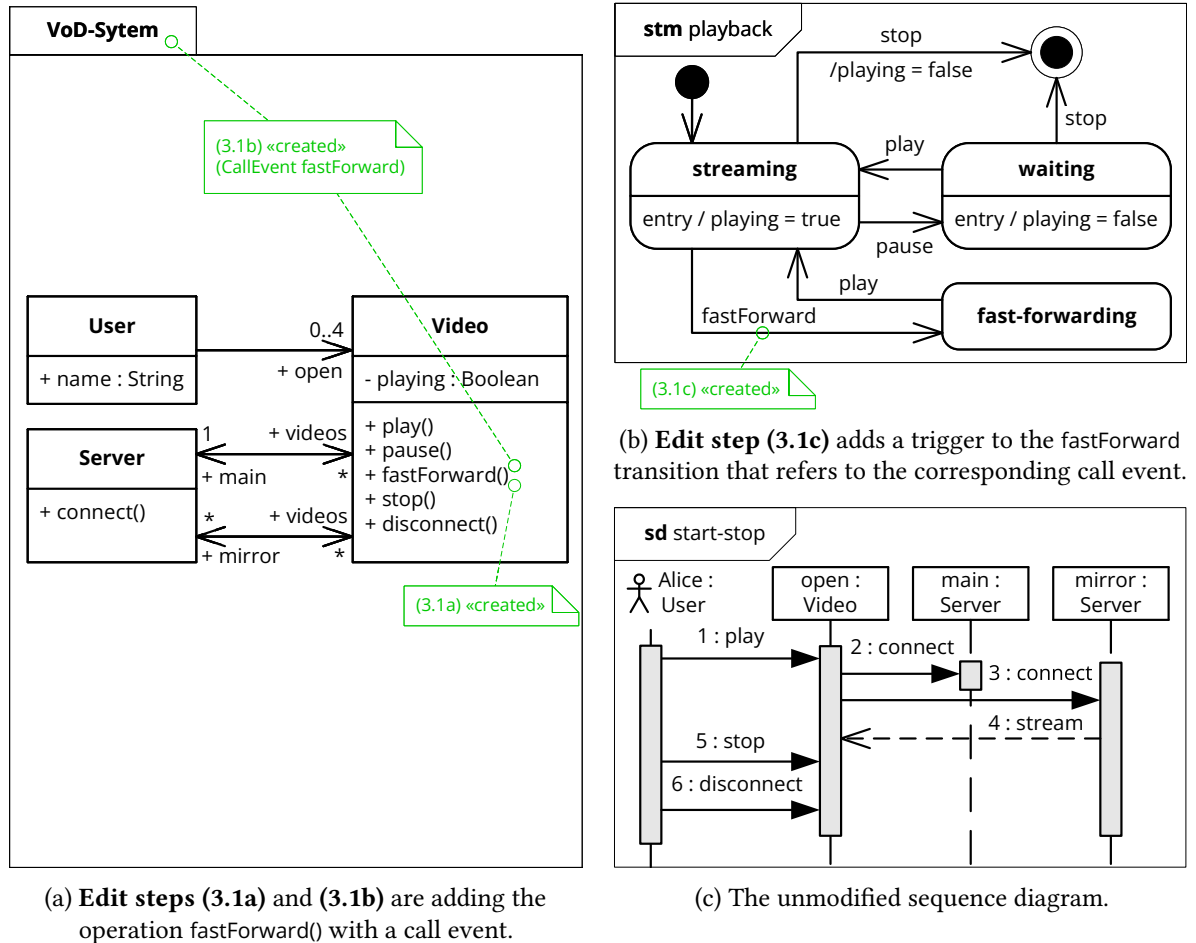 VoD-Sytem
(3.1b) «created»
(CallEvent fastForward)
User
+ name : String
0..4
+ open
Video
- playing : Boolean
+ play()
+ pause()
+ fastForward()
+ stop()
+ disconnect()
Server
+ connect()
1
+ videos
+ main
*
*
+ videos
+ mirror
*
(3.1a) «created»
(a) Edit steps (3.1a) and (3.1b) are adding the
operation fastForward() with a call event.
stm playback
stop
/playing = false
stop
streaming
entry / playing = true
play
pause
waiting
entry / playing = false
play
fastForward
fast-forwarding
(3.1c) «created»
(b) Edit step (3.1c) adds a trigger to the fastForward
transition that refers to the corresponding call event.
sd start-stop
Alice :
User
open :
Video
main :
Server
mirror :
Server
1 : play
2 : connect
3 : connect
4 : stream
5 : stop
6 : disconnect
(c) The unmodified sequence diagram.